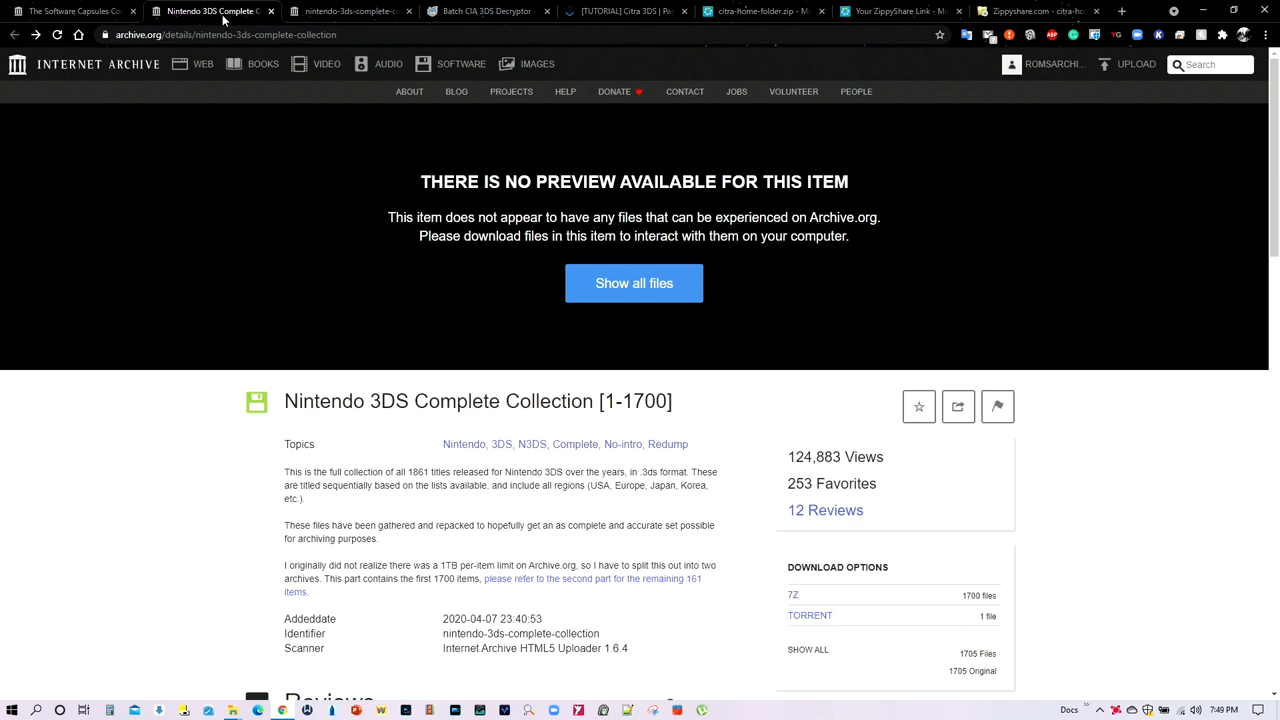 The Software Capsules Co
Nintendo 3DS Complete C
nintendo-3ds-complete-c
Batch CIA 3DS Decryptor -
[TUTORIAL] Citra 3DS | Po
citra-home-folder.zip - M
Your ZippyShare Link - Mo
Zippyshare.com - citra-ho
archive.org/details/nintendo-3ds-complete-collection
INTERNET ARCHIVE
WEB
BOOKS
VIDEO
AUDIO
SOFTWARE
IMAGES
ROMSARCHI...
UPLOAD
Search
ABOUT
BLOG
PROJECTS
HELP
DONATE
CONTACT
JOBS
VOLUNTEER
PEOPLE
THERE IS NO PREVIEW AVAILABLE FOR THIS ITEM
This item does not appear to have any files that can be experienced on Archive.org.
Please download files in this item to interact with them on your computer.
Show all files
Nintendo 3DS Complete Collection [1-1700]
Topics Nintendo, 3DS, N3DS, Complete, No-intro, Redump
This is the full collection of all 1861 titles released for Nintendo 3DS over the years, in .3ds format. These
are titled sequentially based on the lists available, and include all regions (USA, Europe, Japan, Korea,
etc.).
These files have been gathered and repacked to hopefully get an as complete and accurate set possible
for archiving purposes.
I originally did not realize there was a 1TB per-item limit on Archive.org, so I have to split this out into two
archives. This part contains the first 1700 items, please refer to the second part for the remaining 161
items.
Addeddate 2020-04-07 23:40:53
Identifier nintendo-3ds-complete-collection
Scanner Internet Archive HTML5 Uploader 1.6.4
Reviews
124,883 Views
253 Favorites
12 Reviews
DOWNLOAD OPTIONS
7Z 1700 files
TORRENT 1 file
SHOW ALL 1705 Files
1705 Original
Docs
7:49 PM